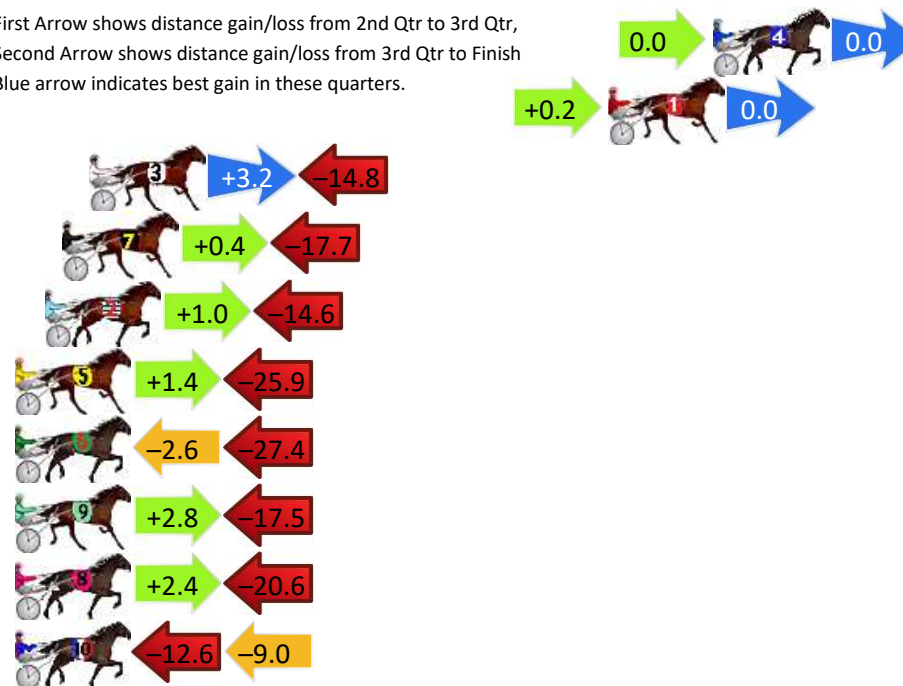 First Arrow shows distance gain/loss from 2nd Qtr to 3rd Qtr,
Second Arrow shows distance gain/loss from 3rd Qtr to Finish
Blue arrow indicates best gain in these quarters.
0.0 4 0.0
+0.2 1 0.0
3 +3.2 –14.8
7 +0.4 –17.7
2 +1.0 –14.6
5 +1.4 –25.9
6 –2.6 –27.4
9 +2.8 –17.5
8 +2.4 –20.6
10 –12.6 –9.0